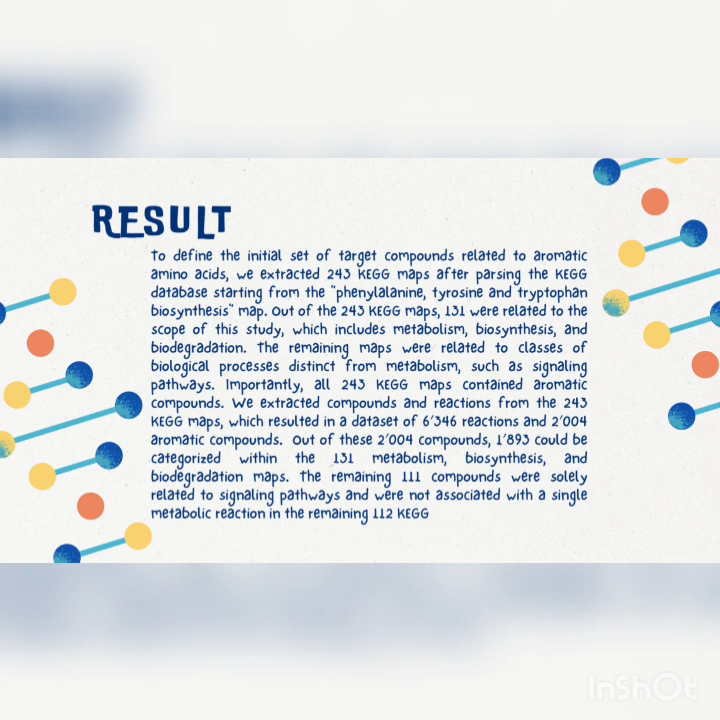 RESULT
To define the initial set of target compounds related to aromatic
amino acids, we extracted 243 KEGG maps after parsing the KEGG
database starting from the "phenylalanine, tyrosine and tryptophan
biosynthesis" map. Out of the 243 KEGG maps, 131 were related to the
scope of this study, which includes metabolism, biosynthesis, and
biodegradation. The remaining maps were related to classes of
biological processes distinct from metabolism, such as signaling
pathways. Importantly, all 243 KEGG maps contained aromatic
compounds. We extracted compounds and reactions from the 243
KEGG maps, which resulted in a dataset of 6'346 reactions and 2'004
aromatic compounds. Out of these 2'004 compounds, 1'893 could be
categorized within the 131 metabolism, biosynthesis, and
biodegradation maps. The remaining 111 compounds were solely
related to signaling pathways and were not associated with a single
metabolic reaction in the remaining 112 KEGG
InShOt